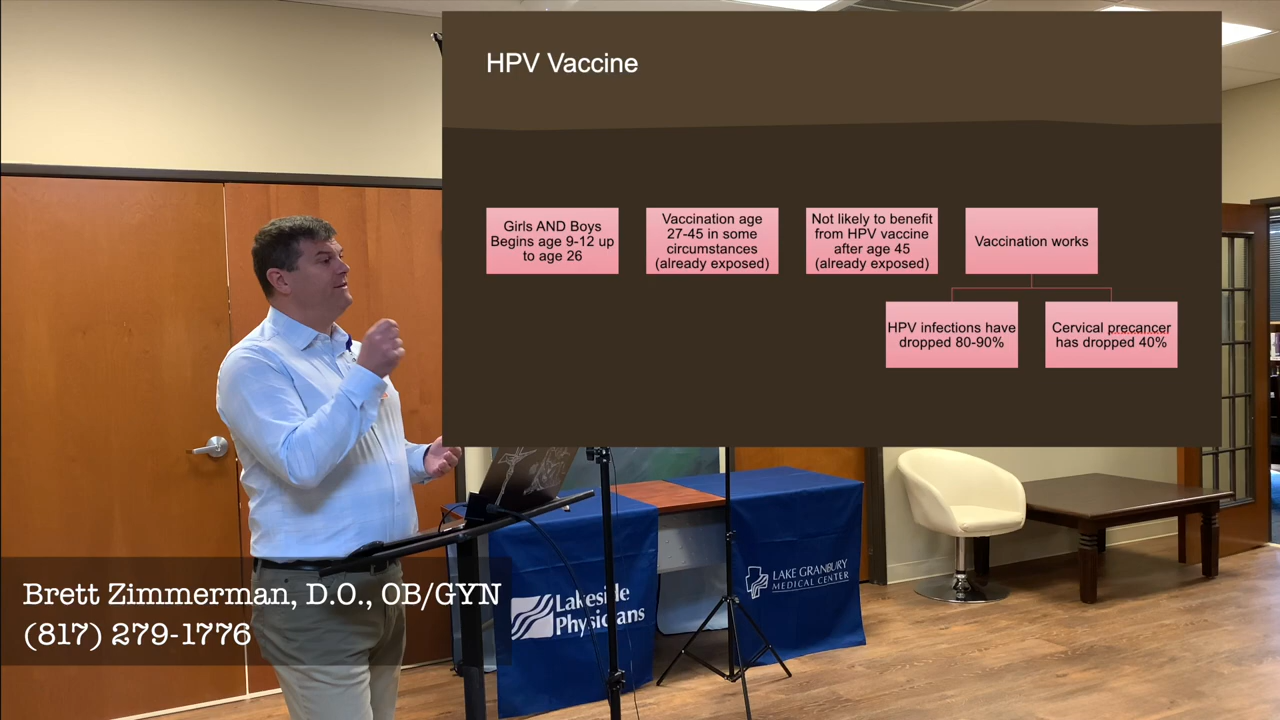 HPV Vaccine
Girls AND Boys
Begins age 9-12 up
to age 26
Vaccination age
27-45 in some
circumstances
(already exposed)
Not likely to benefit
from HPV vaccine
after age 45
(already exposed)
Vaccination works
HPV infections have
dropped 80-90%
Cervical precancer
has dropped 40%
Lakeside
Physicians
LAKE GRANBURY
MEDICAL CENTER
Brett Zimmerman, D.O., OB/GYN
(817) 279-1776